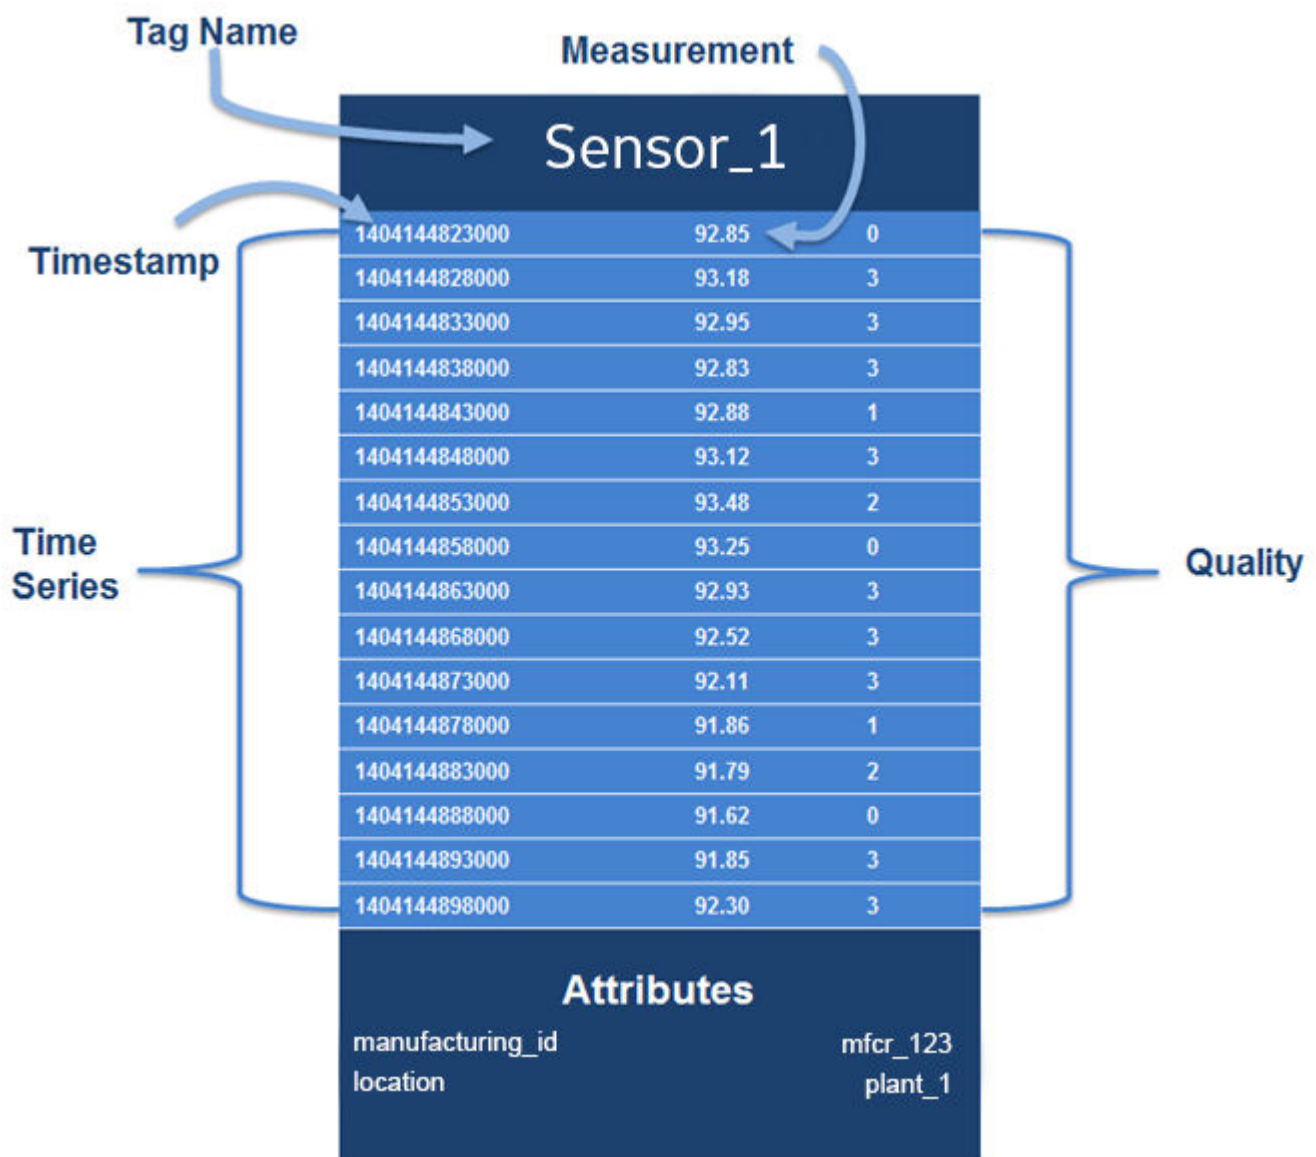 Tag Name
Measurement
Sensor_1
Timestamp
1404144823000 92.85 0
1404144828000 93.18 3
1404144833000 92.95 3
1404144838000 92.83 3
1404144843000 92.88 1
1404144848000 93.12 3
1404144853000 93.48 2
1404144858000 93.25 0
1404144863000 92.93 3
1404144868000 92.52 3
1404144873000 92.11 3
1404144878000 91.86 1
1404144883000 91.79 2
1404144888000 91.62 0
1404144893000 91.85 3
1404144898000 92.30 3
Time
Series
Quality
Attributes
manufacturing_id mfcr_123
location plant_1